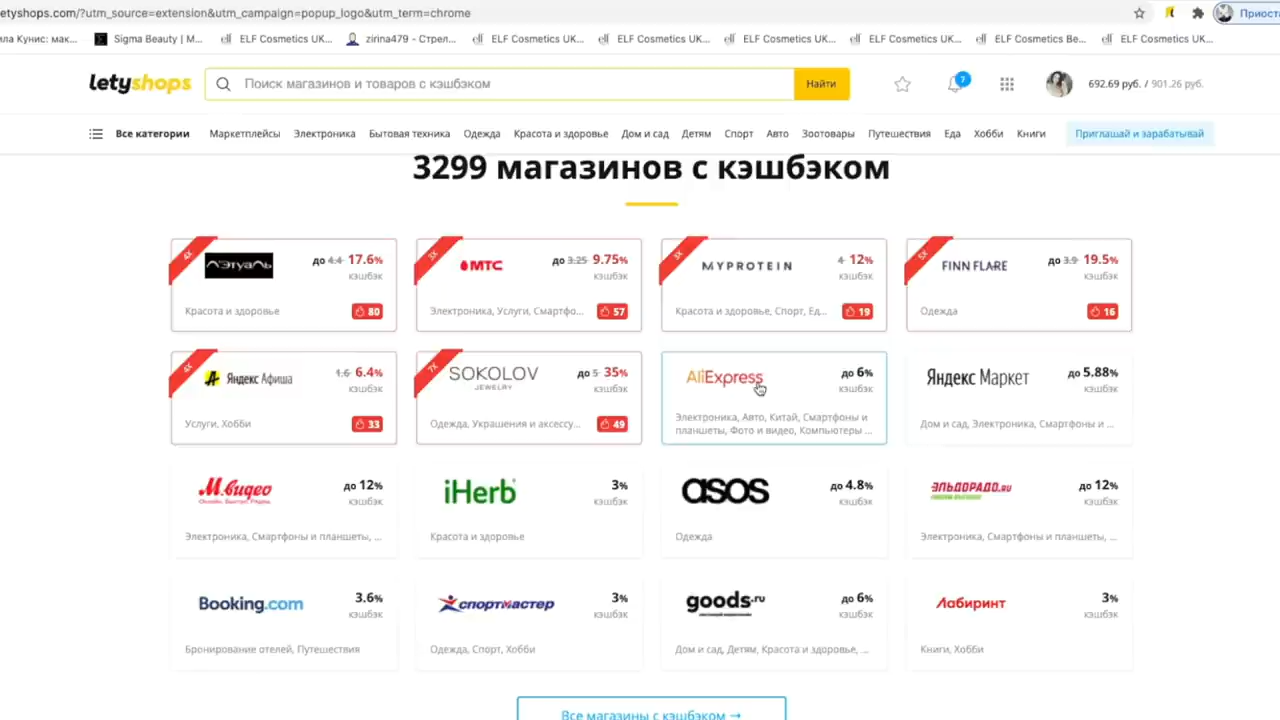 etyshops.com/?utm_source=extension&utm_campaign=popup_logo&utm_term=chrome
Приоста
ила Кунис: мак... Sigma Beauty | M... ELF Cosmetics UK... zirina479 – Стрел... ELF Cosmetics UK... ELF Cosmetics UK... ELF Cosmetics UK... ELF Cosmetics UK... ELF Cosmetics Be... ELF Cosmetics UK...
letyshops Поиск магазинов и товаров с кэшбэком Найти 7 692.69 руб. / 901.26 руб.
Все категории Маркетплейсы Электроника Бытовая техника Одежда Красота и здоровье Дом и сад Детям Спорт Авто Зоотовары Путешествия Еда Хобби Книги Приглашай и зарабатывай
3299 магазинов с кэшбэком
4X Л'ЭТУАЛЬ до 4.4 17.6%
кэшбэк
Красота и здоровье 80
3X МТС до 3.25 9.75%
кэшбэк
Электроника, Услуги, Смартфо... 57
3X MYPROTEIN 4 12%
кэшбэк
Красота и здоровье, Спорт, Ед... 19
5X FINN FLARE до 3.9 19.5%
кэшбэк
Одежда 16
4X Яндекс Афиша 1.6 6.4%
кэшбэк
Услуги, Хобби 33
7X SOKOLOV до 5 35%
JEWELRY кэшбэк
Одежда, Украшения и аксессу... 49
AliExpress до 6%
кэшбэк
Электроника, Авто, Китай, Смартфоны и
планшеты, Фото и видео, Компьютеры ...
Яндекс Маркет до 5.88%
кэшбэк
Дом и сад, Электроника, Смартфоны и ...
М.видео до 12%
кэшбэк
Электроника, Смартфоны и планшеты, ...
iHerb 3%
кэшбэк
Красота и здоровье
asos до 4.8%
кэшбэк
Одежда
ЭЛЬДОРАДО.RU до 12%
кэшбэк
Электроника, Смартфоны и планшеты, ...
Booking.com 3.6%
кэшбэк
Бронирование отелей, Путешествия
СПОРТМАСТЕР 3%
кэшбэк
Одежда, Спорт, Хобби
goods.ru до 6%
кэшбэк
Дом и сад, Детям, Красота и здоровье, ...
Лабиринт 3%
кэшбэк
Книги, Хобби
Все магазины с кэшбэком →